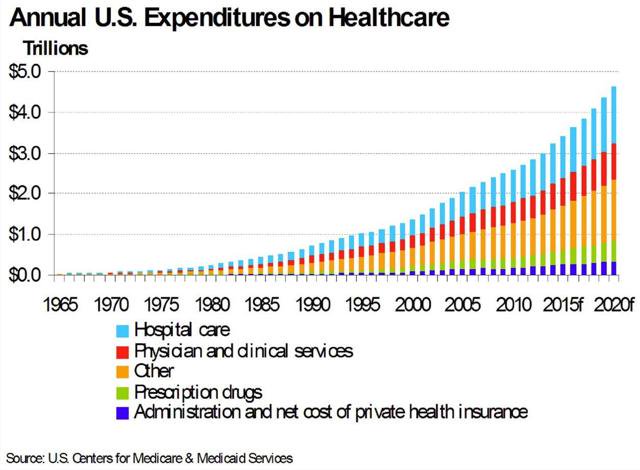 Annual U.S. Expenditures on Healthcare
Trillions
$5.0
$4.0
$3.0
$2.0
$1.0
$0.0
1965 1970 1975 1980 1985 1990 1995 2000 2005 2010 2015f 2020f
Hospital care
Physician and clinical services
Other
Prescription drugs
Administration and net cost of private health insurance
Source: U.S. Centers for Medicare & Medicaid Services